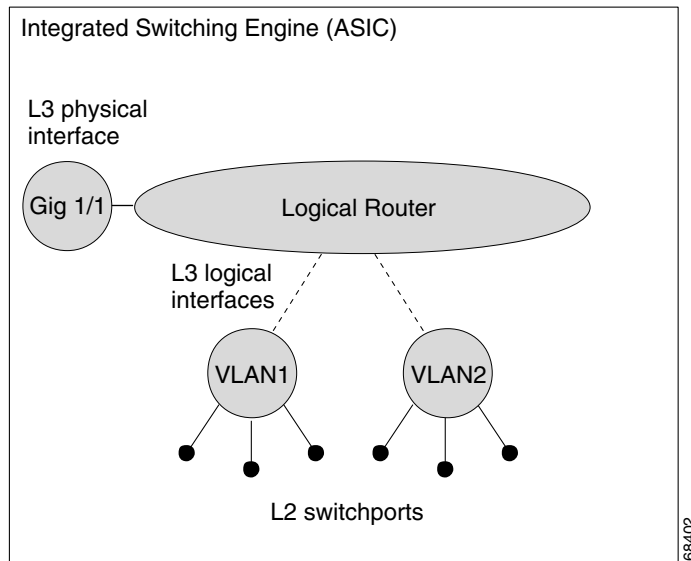 Integrated Switching Engine (ASIC)
L3 physical
interface
Gig 1/1
Logical Router
L3 logical
interfaces
VLAN1
VLAN2
L2 switchports
68402